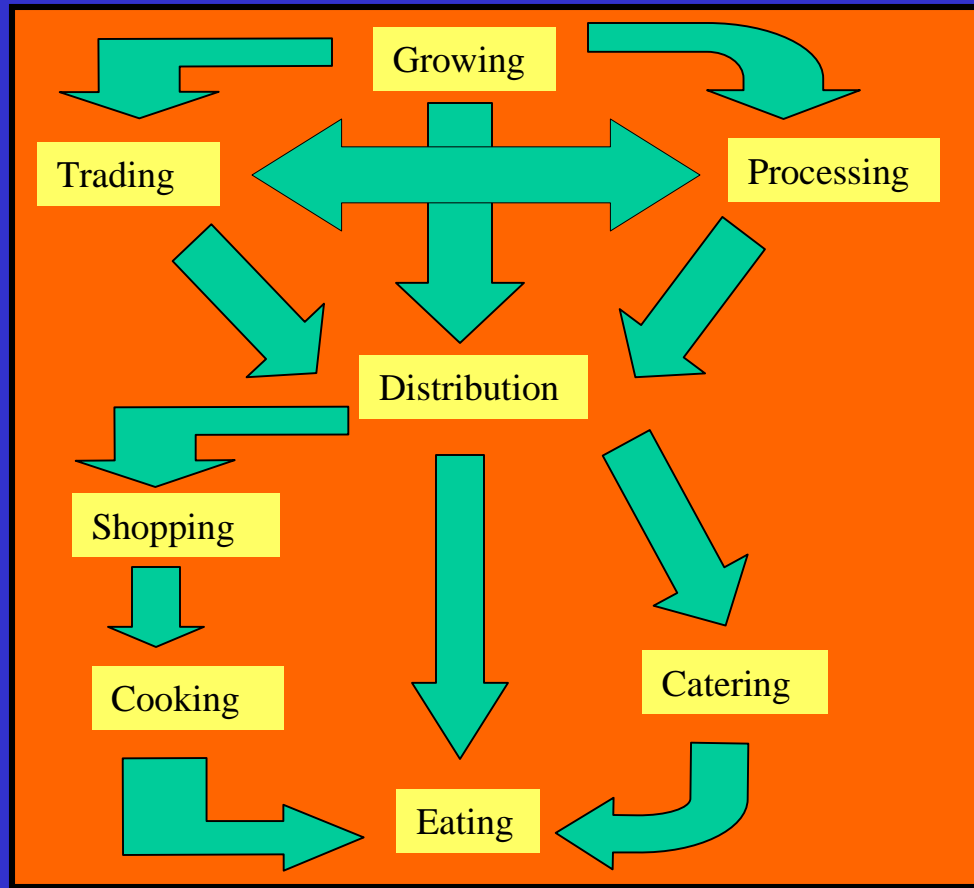 Growing
Trading
Processing
Distribution
Shopping
Cooking
Catering
Eating